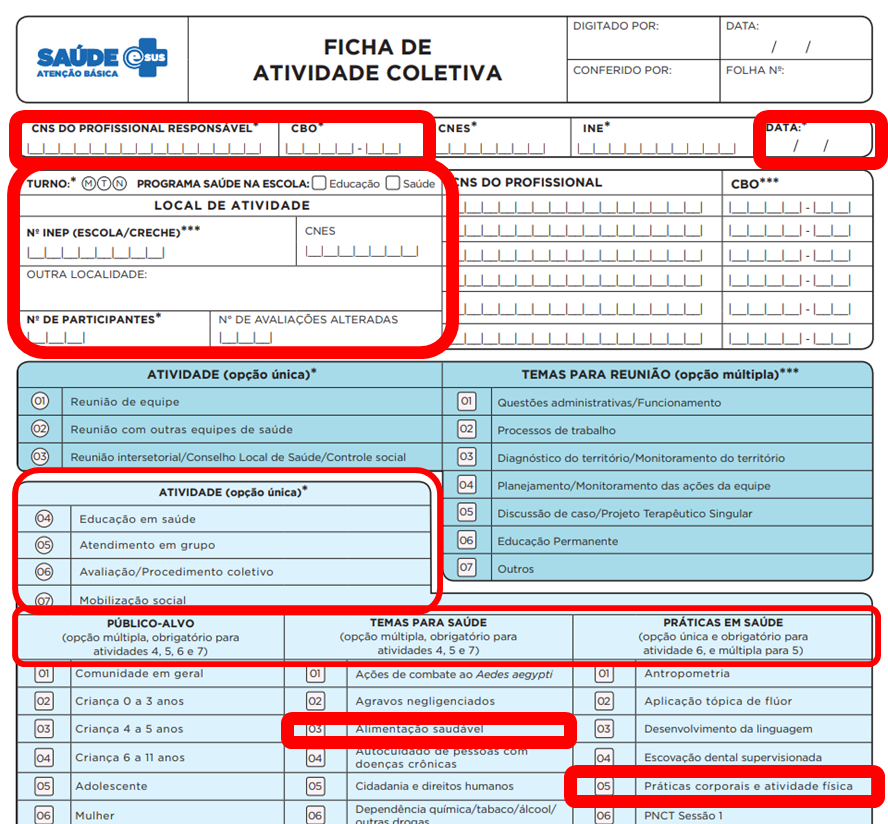 SAÚDE e-SUS
ATENÇÃO BÁSICA
FICHA DE
ATIVIDADE COLETIVA
DIGITADO POR:
DATA:
/ /
CONFERIDO POR:
FOLHA Nº:
CNS DO PROFISSIONAL RESPONSÁVEL*
CBO*
CNES*
INE*
DATA:*
/ /
TURNO:* M T N PROGRAMA SAÚDE NA ESCOLA: Educação Saúde
LOCAL DE ATIVIDADE
Nº INEP (ESCOLA/CRECHE)***
CNES
OUTRA LOCALIDADE:
Nº DE PARTICIPANTES*
Nº DE AVALIAÇÕES ALTERADAS
CNS DO PROFISSIONAL
CBO***
ATIVIDADE (opção única)*
01 Reunião de equipe
02 Reunião com outras equipes de saúde
03 Reunião intersetorial/Conselho Local de Saúde/Controle social
TEMAS PARA REUNIÃO (opção múltipla)***
01 Questões administrativas/Funcionamento
02 Processos de trabalho
03 Diagnóstico do território/Monitoramento do território
04 Planejamento/Monitoramento das ações da equipe
05 Discussão de caso/Projeto Terapêutico Singular
06 Educação Permanente
07 Outros
ATIVIDADE (opção única)*
04 Educação em saúde
05 Atendimento em grupo
06 Avaliação/Procedimento coletivo
07 Mobilização social
PÚBLICO-ALVO
(opção múltipla, obrigatório para
atividades 4, 5, 6 e 7)
01 Comunidade em geral
02 Criança 0 a 3 anos
03 Criança 4 a 5 anos
04 Criança 6 a 11 anos
05 Adolescente
06 Mulher
TEMAS PARA SAÚDE
(opção múltipla, obrigatório para
atividades 4, 5 e 7)
01 Ações de combate ao Aedes aegypti
02 Agravos negligenciados
03 Alimentação saudável
04 Autocuidado de pessoas com
doenças crônicas
05 Cidadania e direitos humanos
06 Dependência química/tabaco/álcool/
outras drogas
PRÁTICAS EM SAÚDE
(opção única e obrigatório para
atividade 6, e múltipla para 5)
01 Antropometria
02 Aplicação tópica de flúor
03 Desenvolvimento da linguagem
04 Escovação dental supervisionada
05 Práticas corporais e atividade física
06 PNCT Sessão 1